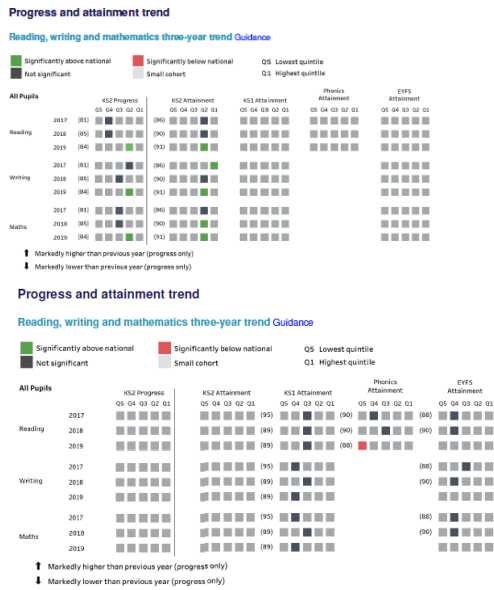 Progress and attainment trend
Reading, writing and mathematics three-year trend Guidance
Significantly above national Significantly below national Q5 Lowest quintile
Not significant Small cohort Q1 Highest quintile
All Pupils KS2 Progress KS2 Attainment KS1 Attainment Phonics Attainment EYFS Attainment
Q5 Q4 Q3 Q2 Q1 Q5 Q4 Q3 Q2 Q1 Q5 Q4 Q3 Q2 Q1 Q5 Q4 Q3 Q2 Q1 Q5 Q4 Q3 Q2 Q1
2017 (81) (86)
Reading 2018 (85) (90)
2019 (84) (91)
2017 (81) (86)
Writing 2018 (85) (90)
2019 (84) (91)
2017 (81) (86)
Maths 2018 (85) (90)
2019 (84) (91)
⬆ Markedly higher than previous year (progress only)
⬇ Markedly lower than previous year (progress only)
Progress and attainment trend
Reading, writing and mathematics three-year trend Guidance
Significantly above national Significantly below national Q5 Lowest quintile
Not significant Small cohort Q1 Highest quintile
All Pupils KS2 Progress KS2 Attainment KS1 Attainment Phonics Attainment EYFS Attainment
Q5 Q4 Q3 Q2 Q1 Q5 Q4 Q3 Q2 Q1 Q5 Q4 Q3 Q2 Q1 Q5 Q4 Q3 Q2 Q1 Q5 Q4 Q3 Q2 Q1
2017 (95) (90) (88)
Reading 2018 (89) (90) (90)
2019 (89) (88)
2017 (95) (88)
Writing 2018 (89) (90)
2019 (89)
2017 (95) (88)
Maths 2018 (89) (90)
2019 (89)
⬆ Markedly higher than previous year (progress only)
⬇ Markedly lower than previous year (progress only)